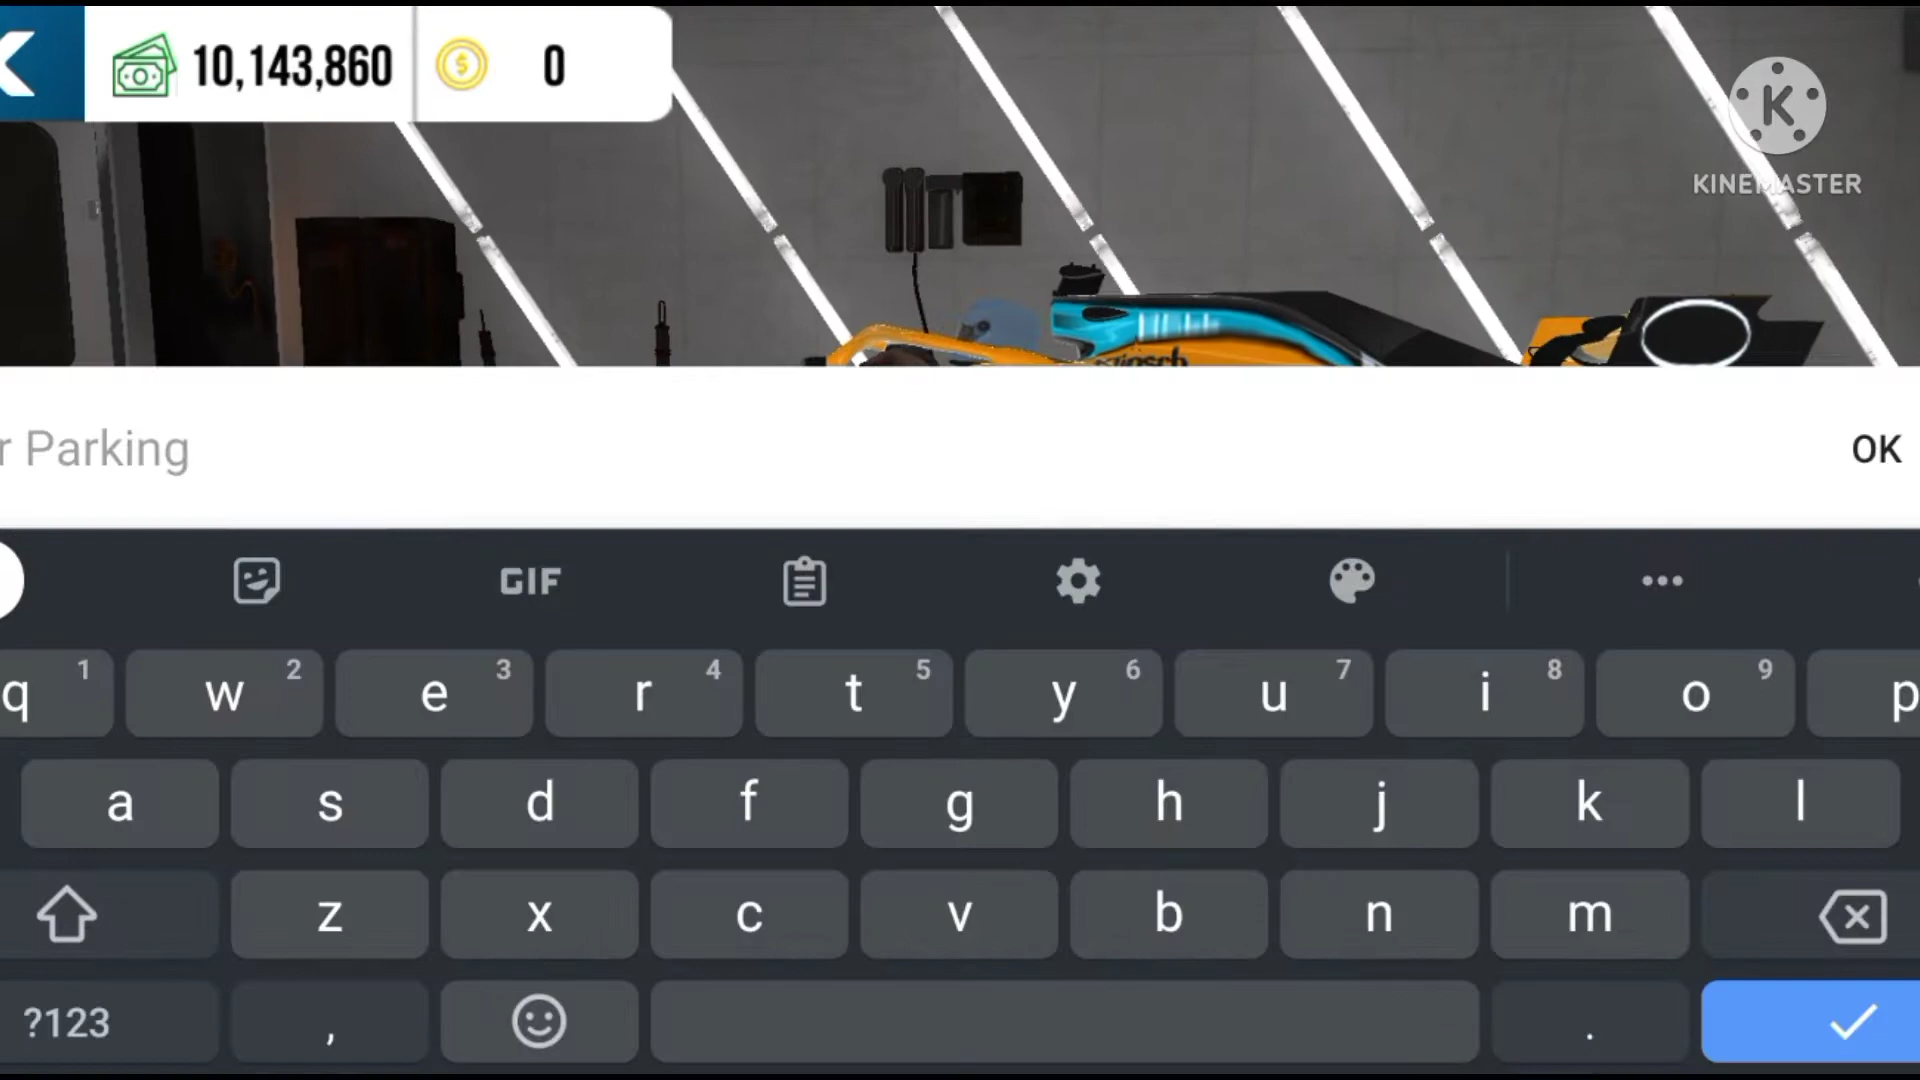 10,143,860 0
K
KINEMASTER
r Parking OK
GIF
q 1 w 2 e 3 r 4 t 5 y 6 u 7 i 8 o 9 p
a s d f g h j k l
z x c v b n m
?123 , .